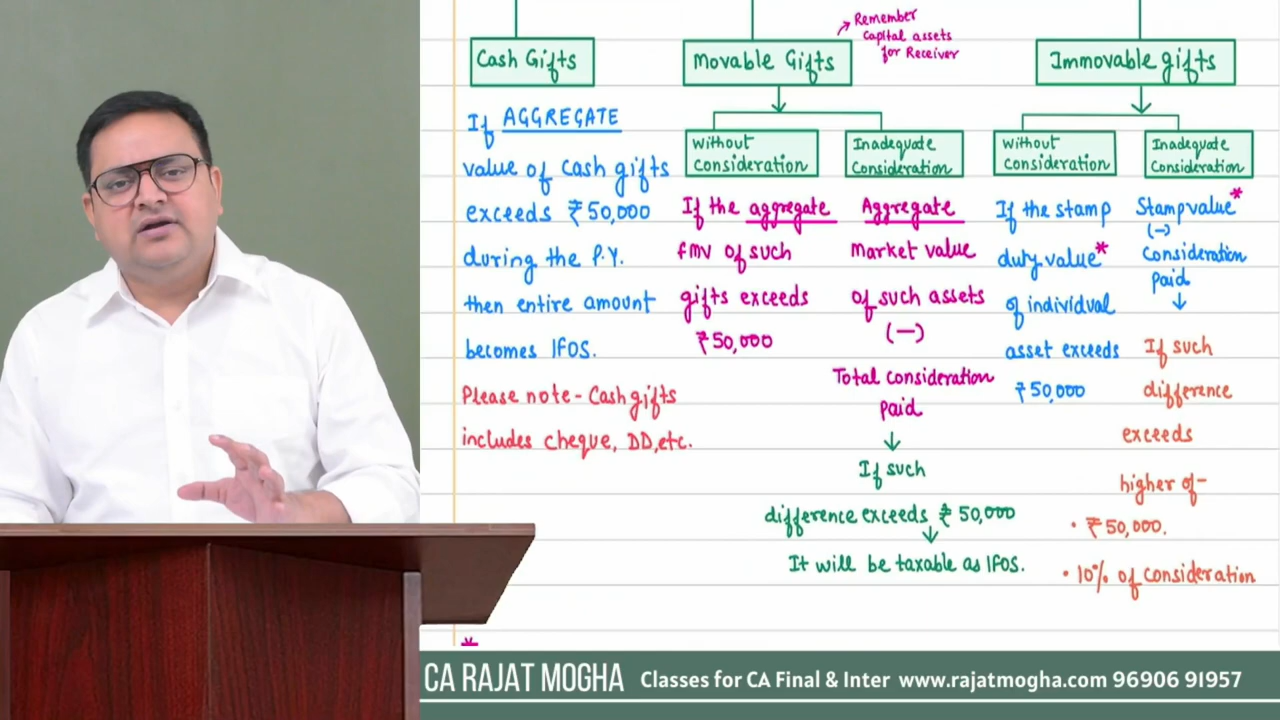 Remember
Capital assets
for Receiver
Cash Gifts
Movable Gifts
Immovable gifts
If AGGREGATE
value of Cash gifts
exceeds ₹50,000
during the P.Y.
then entire amount
becomes IFOS.
Please note - Cash gifts
includes cheque, DD, etc.
Without
consideration
If the aggregate
FMV of such
gifts exceeds
₹50,000
Inadequate
Consideration
Aggregate
market value
of such assets
(-)
Total consideration
paid
If such
difference exceeds ₹50,000
It will be taxable as IFOS.
Without
consideration
If the stamp
duty value*
of individual
asset exceeds
₹50,000
Inadequate
Consideration
Stamp value*
(-)
Consideration
paid
If such
difference
exceeds
higher of-
• ₹50,000.
• 10% of consideration
*
CA RAJAT MOGHA Classes for CA Final & Inter www.rajatmogha.com 96906 91957